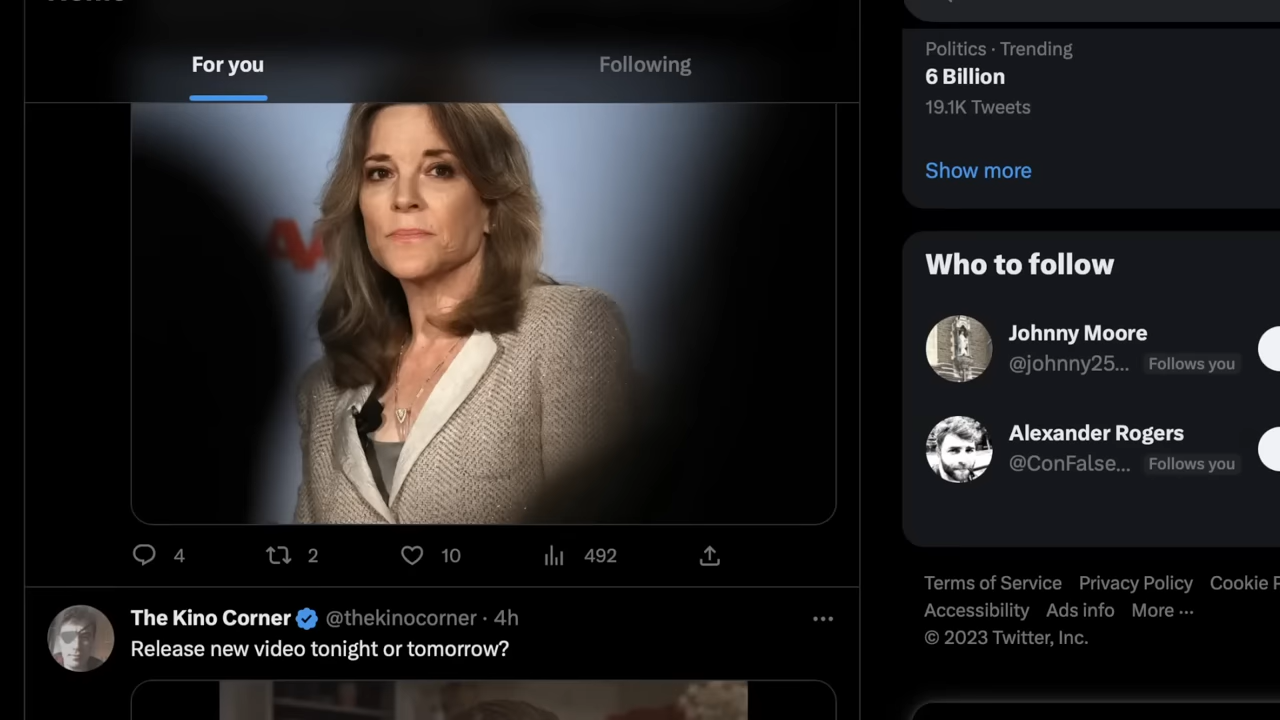 For you
Following
4
2
10
492
The Kino Corner @thekinocorner · 4h
Release new video tonight or tomorrow?
Politics · Trending
6 Billion
19.1K Tweets
Show more
Who to follow
Johnny Moore
@johnny25... Follows you
Alexander Rogers
@ConFalse... Follows you
Terms of Service Privacy Policy Cookie
Accessibility Ads info More ...
© 2023 Twitter, Inc.